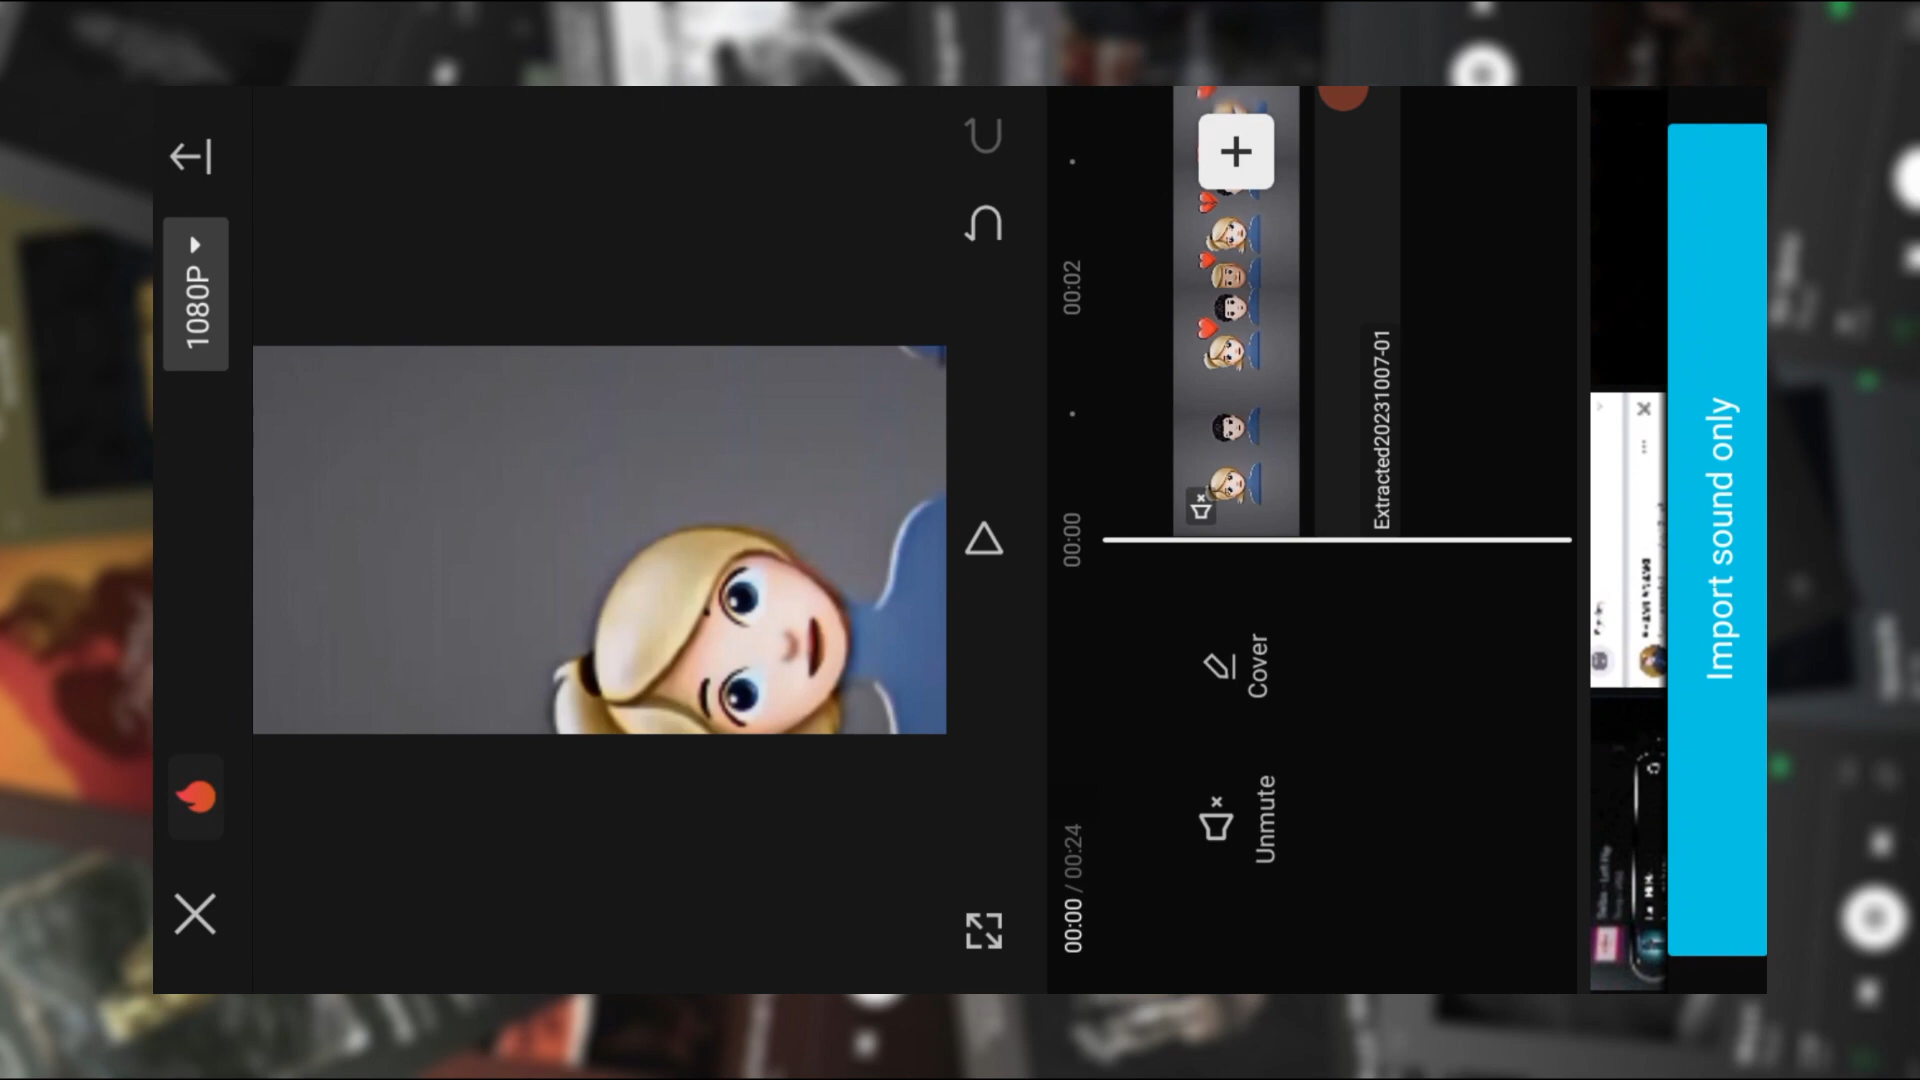 1080P
00:00 / 00:24
00:00
00:02
Unmute
Cover
Extracted20231007-01
Import sound only